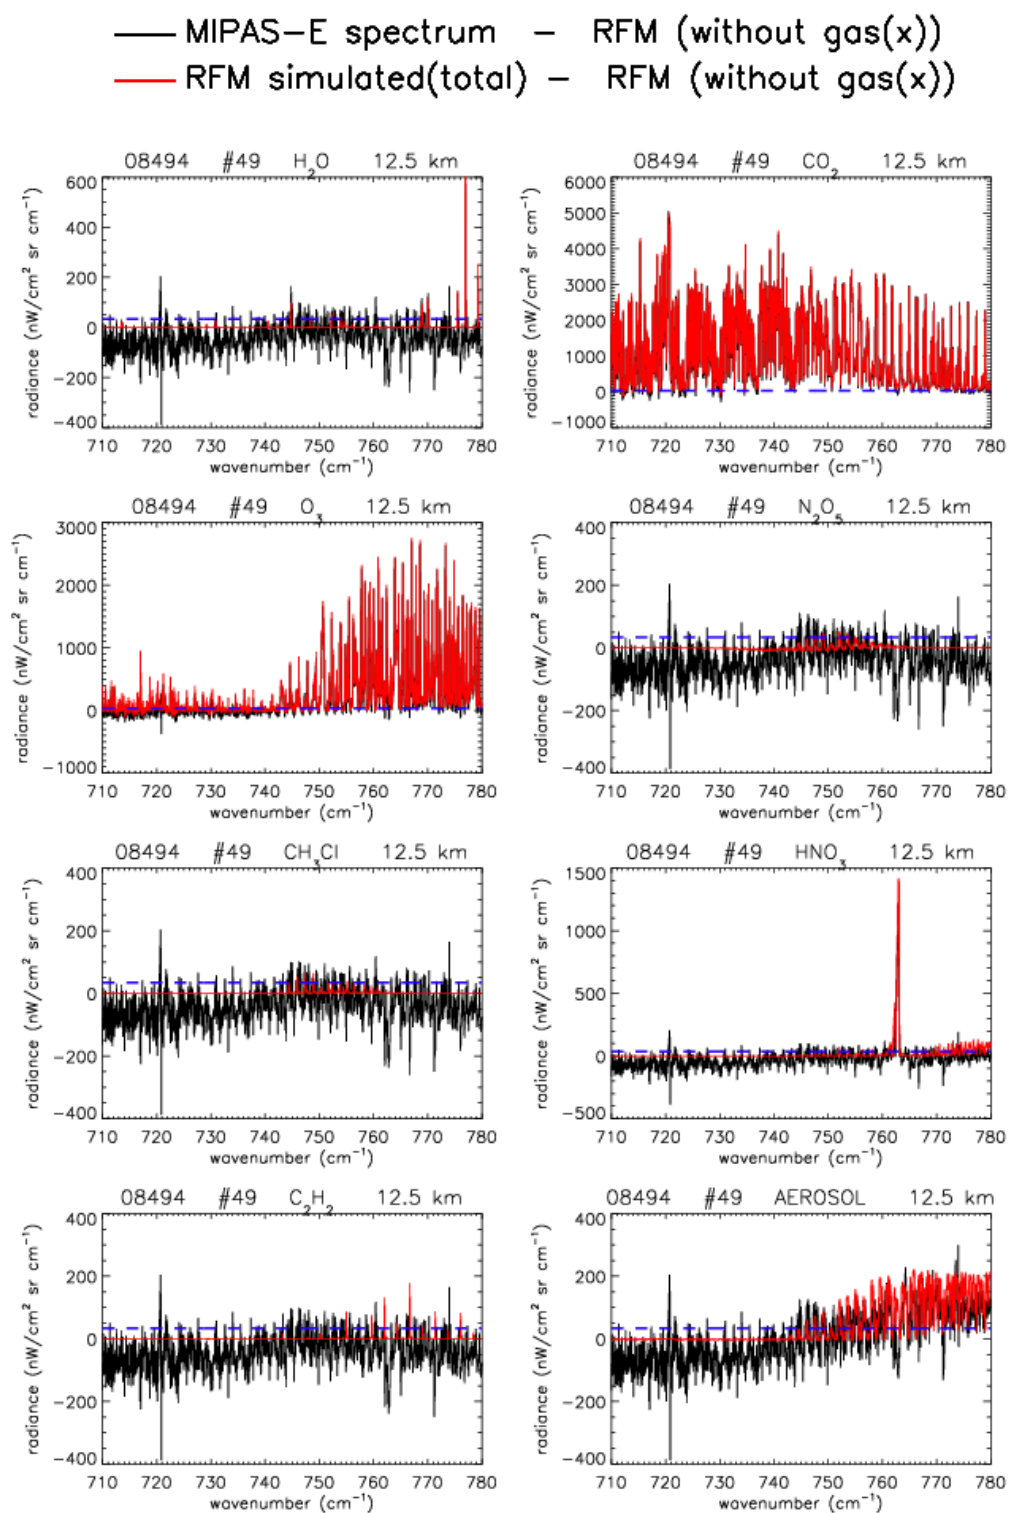 MIPAS-E spectrum - RFM (without gas(x))
RFM simulated(total) - RFM (without gas(x))
08494 #49 H₂O 12.5 km
radiance (nW/cm² sr cm⁻¹)
600
400
200
0
-200
-400
710 720 730 740 750 760 770 780
wavenumber (cm⁻¹)
08494 #49 CO₂ 12.5 km
radiance (nW/cm² sr cm⁻¹)
6000
5000
4000
3000
2000
1000
0
-1000
710 720 730 740 750 760 770 780
wavenumber (cm⁻¹)
08494 #49 O₃ 12.5 km
radiance (nW/cm² sr cm⁻¹)
3000
2000
1000
0
-1000
710 720 730 740 750 760 770 780
wavenumber (cm⁻¹)
08494 #49 N₂O₅ 12.5 km
radiance (nW/cm² sr cm⁻¹)
400
200
0
-200
-400
710 720 730 740 750 760 770 780
wavenumber (cm⁻¹)
08494 #49 CH₃Cl 12.5 km
radiance (nW/cm² sr cm⁻¹)
400
200
0
-200
-400
710 720 730 740 750 760 770 780
wavenumber (cm⁻¹)
08494 #49 HNO₃ 12.5 km
radiance (nW/cm² sr cm⁻¹)
1500
1000
500
0
-500
710 720 730 740 750 760 770 780
wavenumber (cm⁻¹)
08494 #49 C₂H₂ 12.5 km
radiance (nW/cm² sr cm⁻¹)
400
200
0
-200
-400
710 720 730 740 750 760 770 780
wavenumber (cm⁻¹)
08494 #49 AEROSOL 12.5 km
radiance (nW/cm² sr cm⁻¹)
400
200
0
-200
-400
710 720 730 740 750 760 770 780
wavenumber (cm⁻¹)